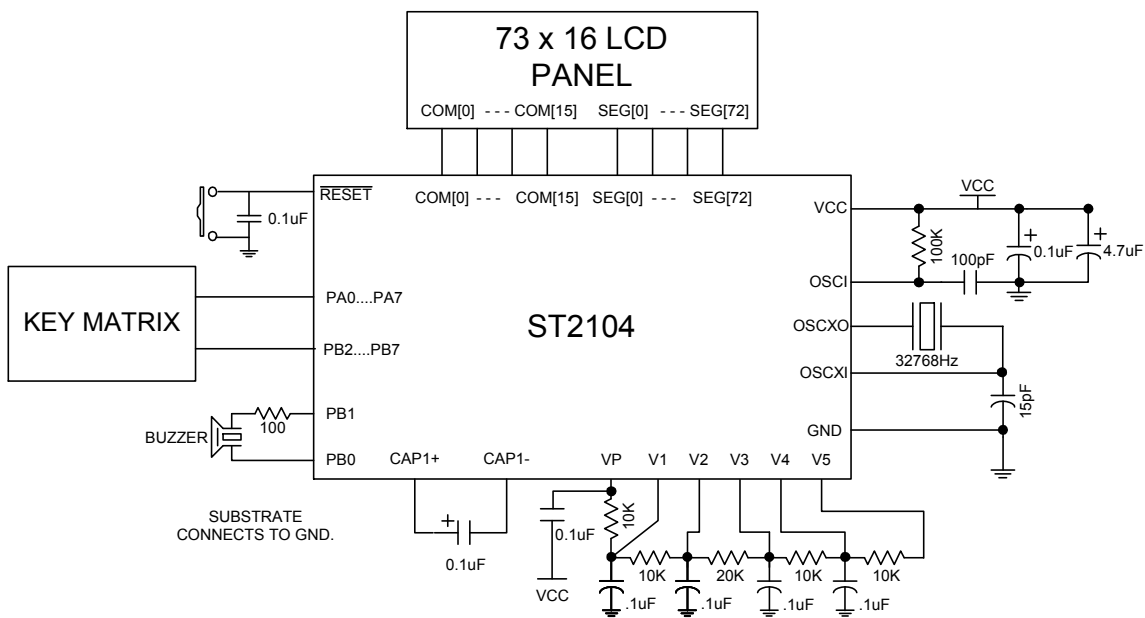 73 x 16 LCD
PANEL
COM[0] - - - COM[15] SEG[0] - - - SEG[72]
RESET
COM[0] - - - COM[15] SEG[0] - - - SEG[72]
VCC
VCC
0.1uF
100K
100pF
0.1uF
4.7uF
OSCI
KEY MATRIX
PA0....PA7
ST2104
OSCXO
32768Hz
PB2....PB7
OSCXI
15pF
PB1
100
BUZZER
GND
PB0
CAP1+ CAP1- VP V1 V2 V3 V4 V5
SUBSTRATE
CONNECTS TO GND.
+
0.1uF
0.1uF
10K
10K 20K 10K 10K
VCC
.1uF .1uF .1uF .1uF